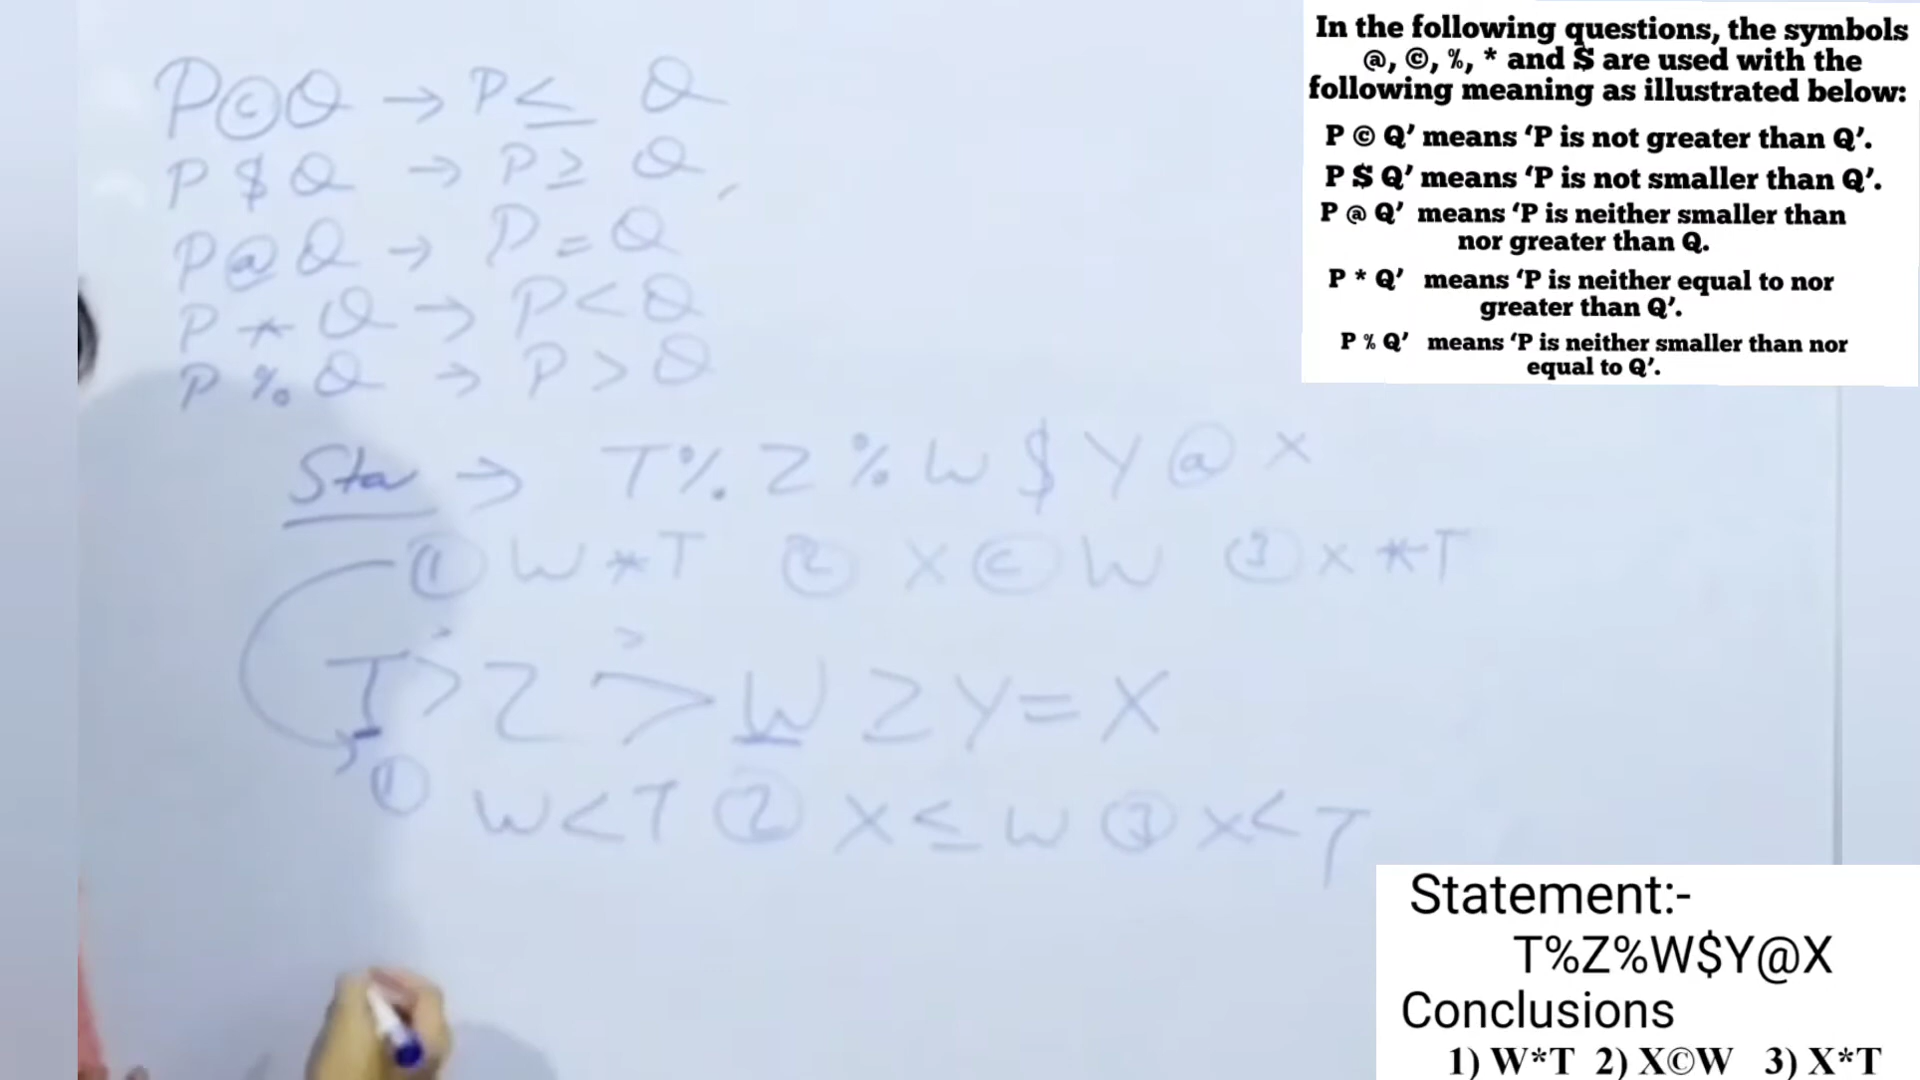 P©Q → P ≤ Q
P $ Q → P ≥ Q,
P @ Q → P = Q
P * Q → P < Q
P % Q → P > Q
Sta → T % Z % W $ Y @ X
① W * T ② X © W ③ X * T
> >
T > Z > W ≥ Y = X
① W < T ② X ≤ W ③ X < T
In the following questions, the symbols
@, ©, %, * and $ are used with the
following meaning as illustrated below:
P © Q’ means ‘P is not greater than Q’.
P $ Q’ means ‘P is not smaller than Q’.
P @ Q’ means ‘P is neither smaller than
nor greater than Q.
P * Q’ means ‘P is neither equal to nor
greater than Q’.
P % Q’ means ‘P is neither smaller than nor
equal to Q’.
Statement:-
T%Z%W$Y@X
Conclusions
1) W*T 2) X©W 3) X*T